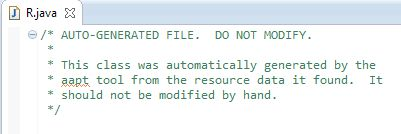 R.java
/* AUTO-GENERATED FILE.  DO NOT MODIFY.
 *
 * This class was automatically generated by the
 * aapt tool from the resource data it found.  It
 * should not be modified by hand.
 */